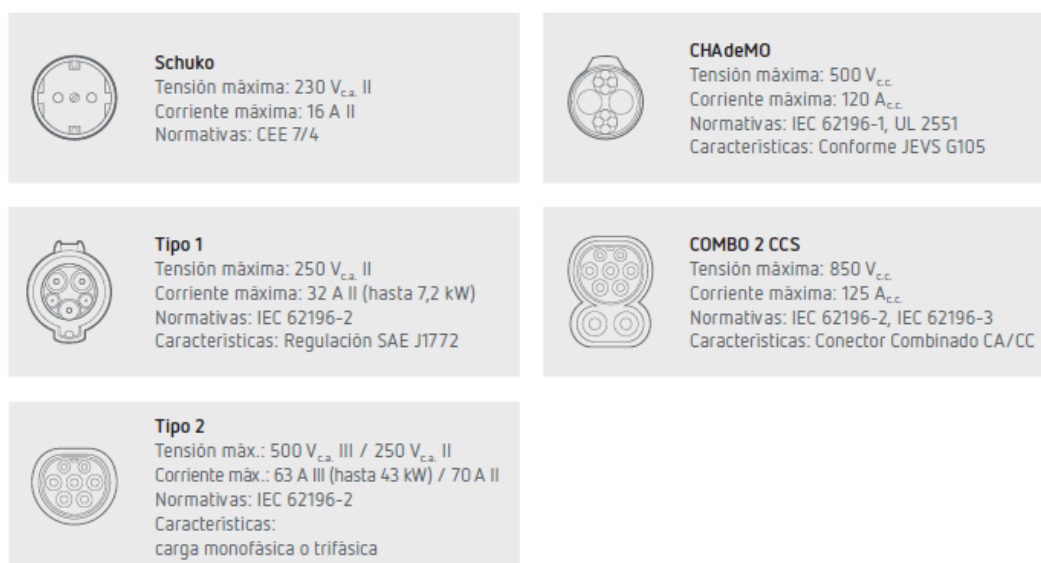 Schuko
Tensión máxima: 230 Vc.a. II
Corriente máxima: 16 A II
Normativas: CEE 7/4
CHAdeMO
Tensión máxima: 500 Vc.c.
Corriente máxima: 120 Ac.c.
Normativas: IEC 62196-1, UL 2551
Características: Conforme JEVS G105
Tipo 1
Tensión máxima: 250 Vc.a. II
Corriente máxima: 32 A II (hasta 7,2 kW)
Normativas: IEC 62196-2
Características: Regulación SAE J1772
COMBO 2 CCS
Tensión máxima: 850 Vc.c.
Corriente máxima: 125 Ac.c.
Normativas: IEC 62196-2, IEC 62196-3
Características: Conector Combinado CA/CC
Tipo 2
Tensión máx.: 500 Vc.a. III / 250 Vc.a. II
Corriente máx.: 63 A III (hasta 43 kW) / 70 A II
Normativas: IEC 62196-2
Características:
carga monofásica o trifásica